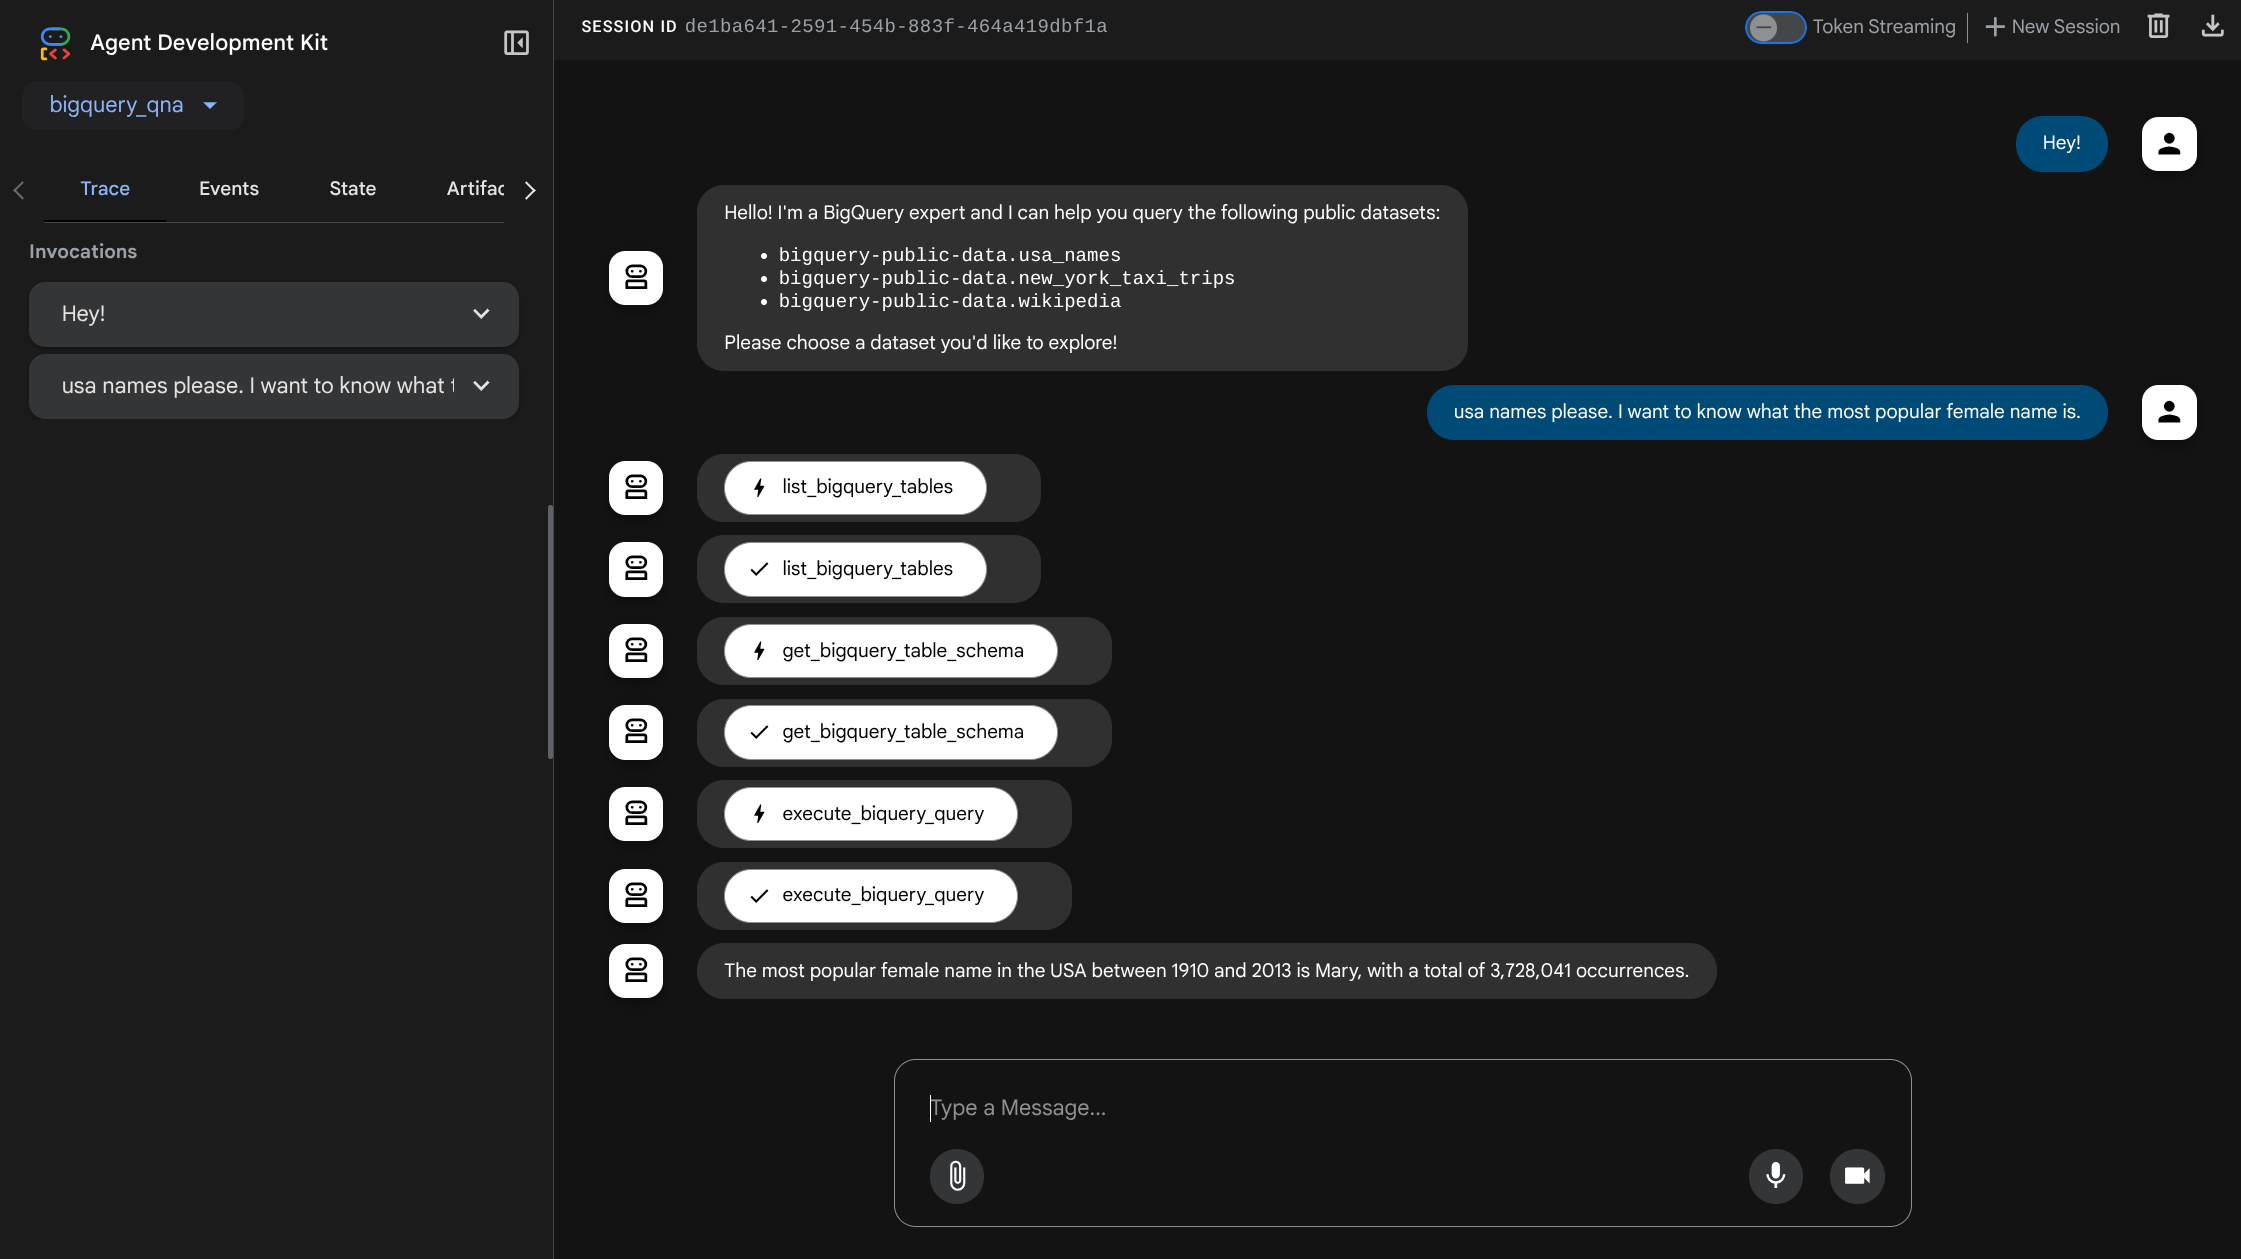 Agent Development Kit
bigquery_qna
Trace Events State Artifac
Invocations
Hey!
usa names please. I want to know what t
SESSION ID de1ba641-2591-454b-883f-464a419dbf1a
Token Streaming
New Session
Hey!
Hello! I'm a BigQuery expert and I can help you query the following public datasets:
bigquery-public-data.usa_names
bigquery-public-data.new_york_taxi_trips
bigquery-public-data.wikipedia
Please choose a dataset you'd like to explore!
usa names please. I want to know what the most popular female name is.
list_bigquery_tables
list_bigquery_tables
get_bigquery_table_schema
get_bigquery_table_schema
execute_biquery_query
execute_biquery_query
The most popular female name in the USA between 1910 and 2013 is Mary, with a total of 3,728,041 occurrences.
Type a Message...